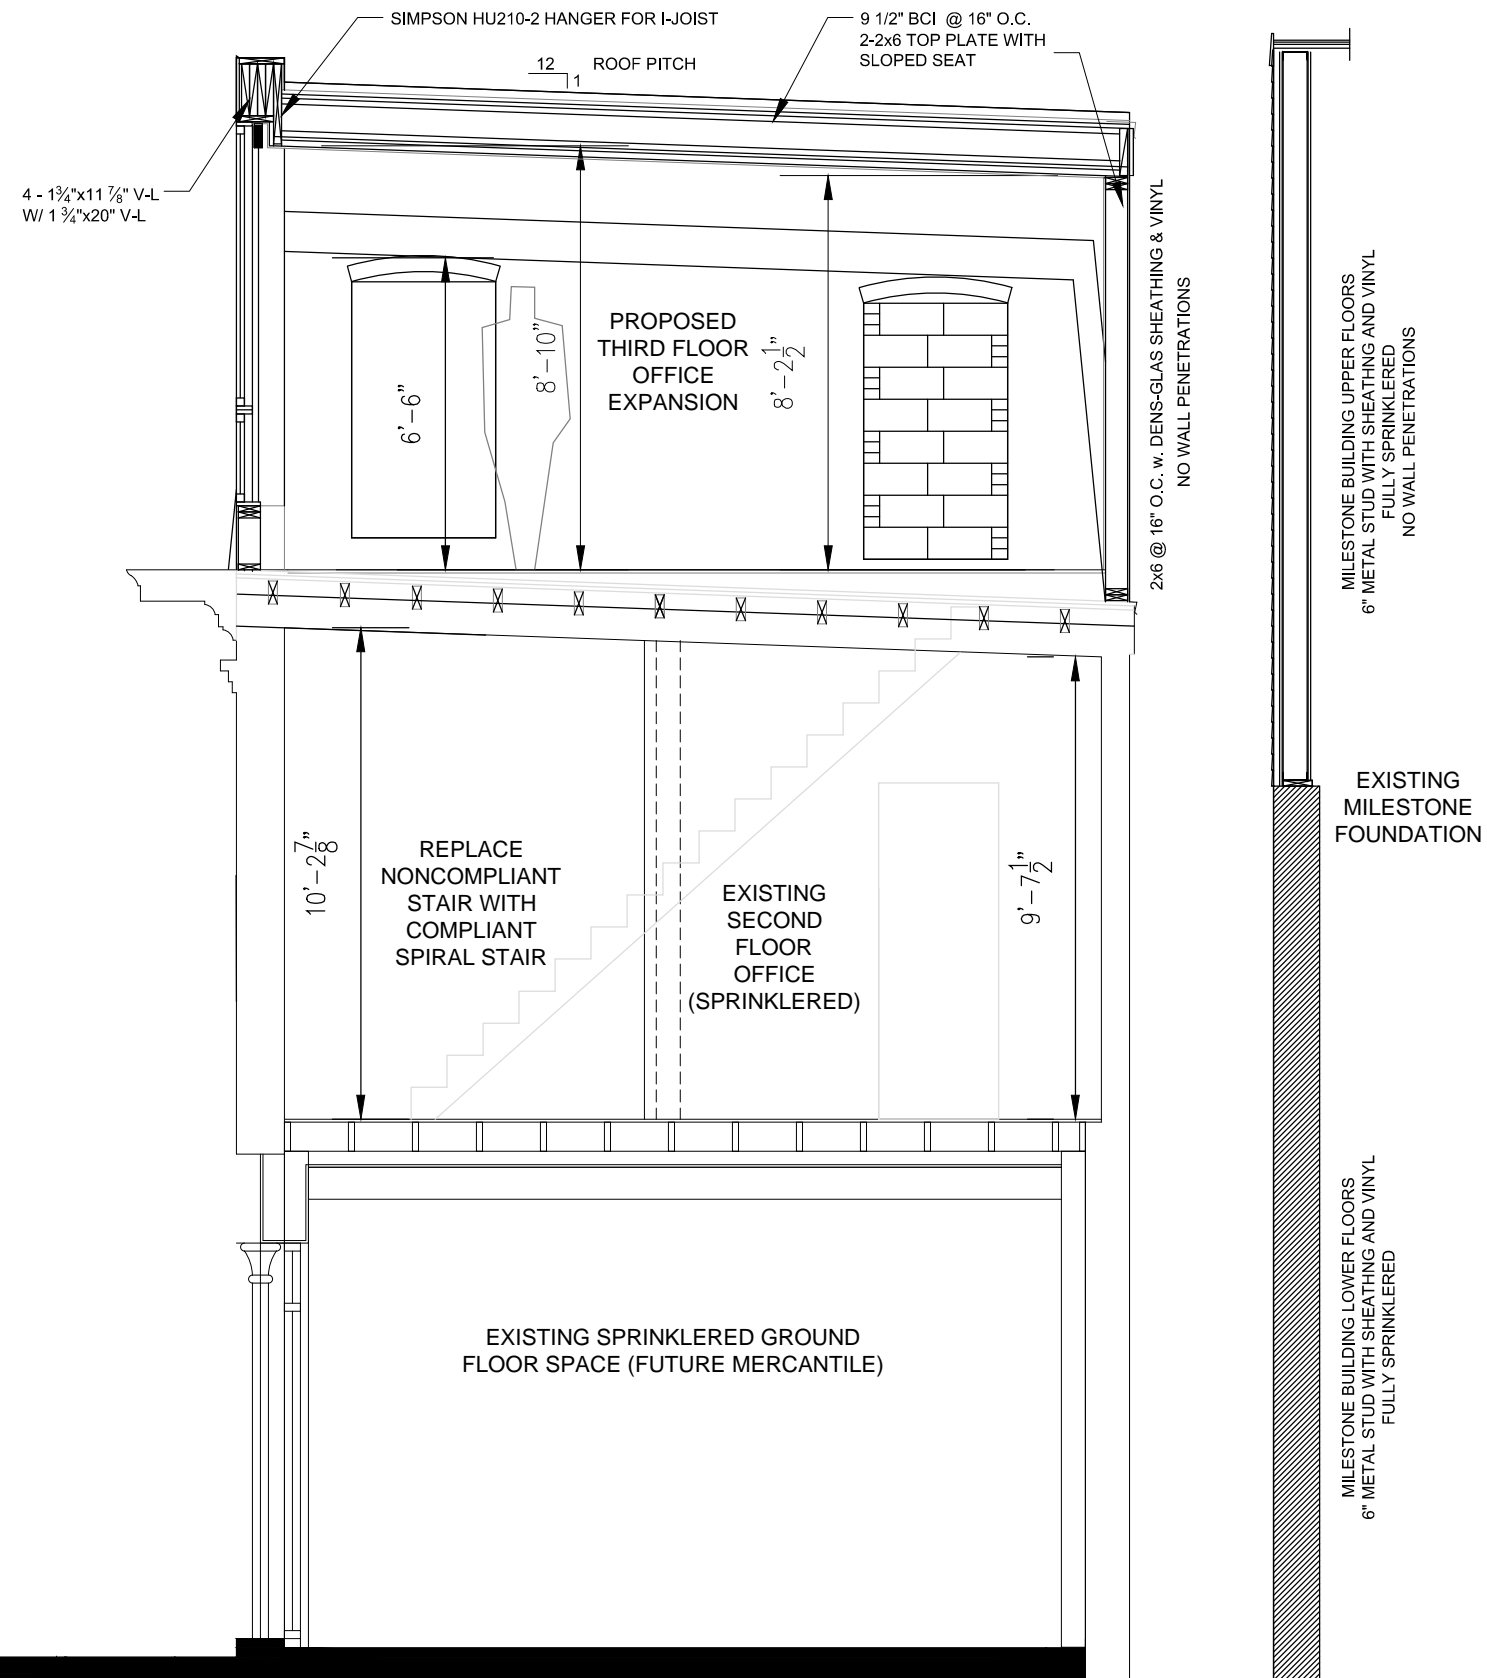 SIMPSON HU210-2 HANGER FOR I-JOIST
9 1/2" BCI @ 16" O.C.
2-2x6 TOP PLATE WITH
SLOPED SEAT
12
1
ROOF PITCH
4 - 1¾"x11 ⅞" V-L
W/ 1 ¾"x20" V-L
PROPOSED
THIRD FLOOR
OFFICE
EXPANSION
6'-6"
8'-10"
8'-2½"
2x6 @ 16" O.C. w. DENS-GLAS SHEATHING & VINYL
NO WALL PENETRATIONS
MILESTONE BUILDING UPPER FLOORS
6" METAL STUD WITH SHEATHNG AND VINYL
FULLY SPRINKLERED
NO WALL PENETRATIONS
EXISTING
MILESTONE
FOUNDATION
10'-2⅞"
REPLACE
NONCOMPLIANT
STAIR WITH
COMPLIANT
SPIRAL STAIR
EXISTING
SECOND
FLOOR
OFFICE
(SPRINKLERED)
9'-7½"
EXISTING SPRINKLERED GROUND
FLOOR SPACE (FUTURE MERCANTILE)
MILESTONE BUILDING LOWER FLOORS
6" METAL STUD WITH SHEATHNG AND VINYL
FULLY SPRINKLERED